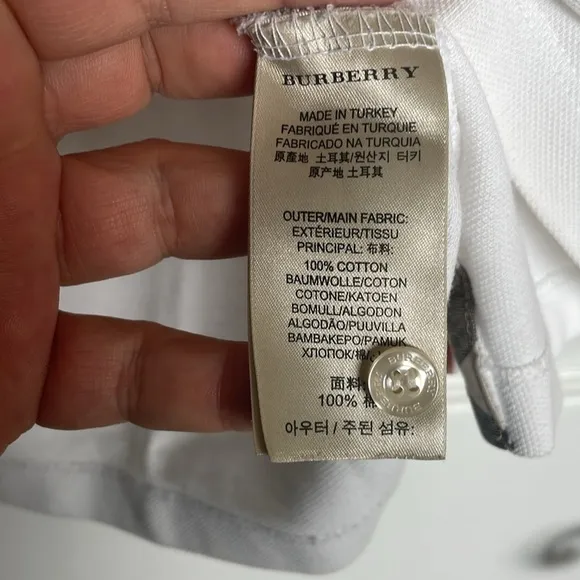 BURBERRY
MADE IN TURKEY
FABRIQUÉ EN TURQUIE
FABRICADO NA TURQUIA
原產地 土耳其/원산지 터키
原产地 土耳其
OUTER/MAIN FABRIC:
EXTÉRIEUR/TISSU
PRINCIPAL: 布料:
100% COTTON
BAUMWOLLE/COTON
COTONE/KATOEN
BOMULL/ALGODON
ALGODÃO/PUUVILLA
BAMBAKEPO/PAMUK
ХЛОПОК/棉/
BURBERRY
面料:
100% 棉
아우터 / 주된 섬유: